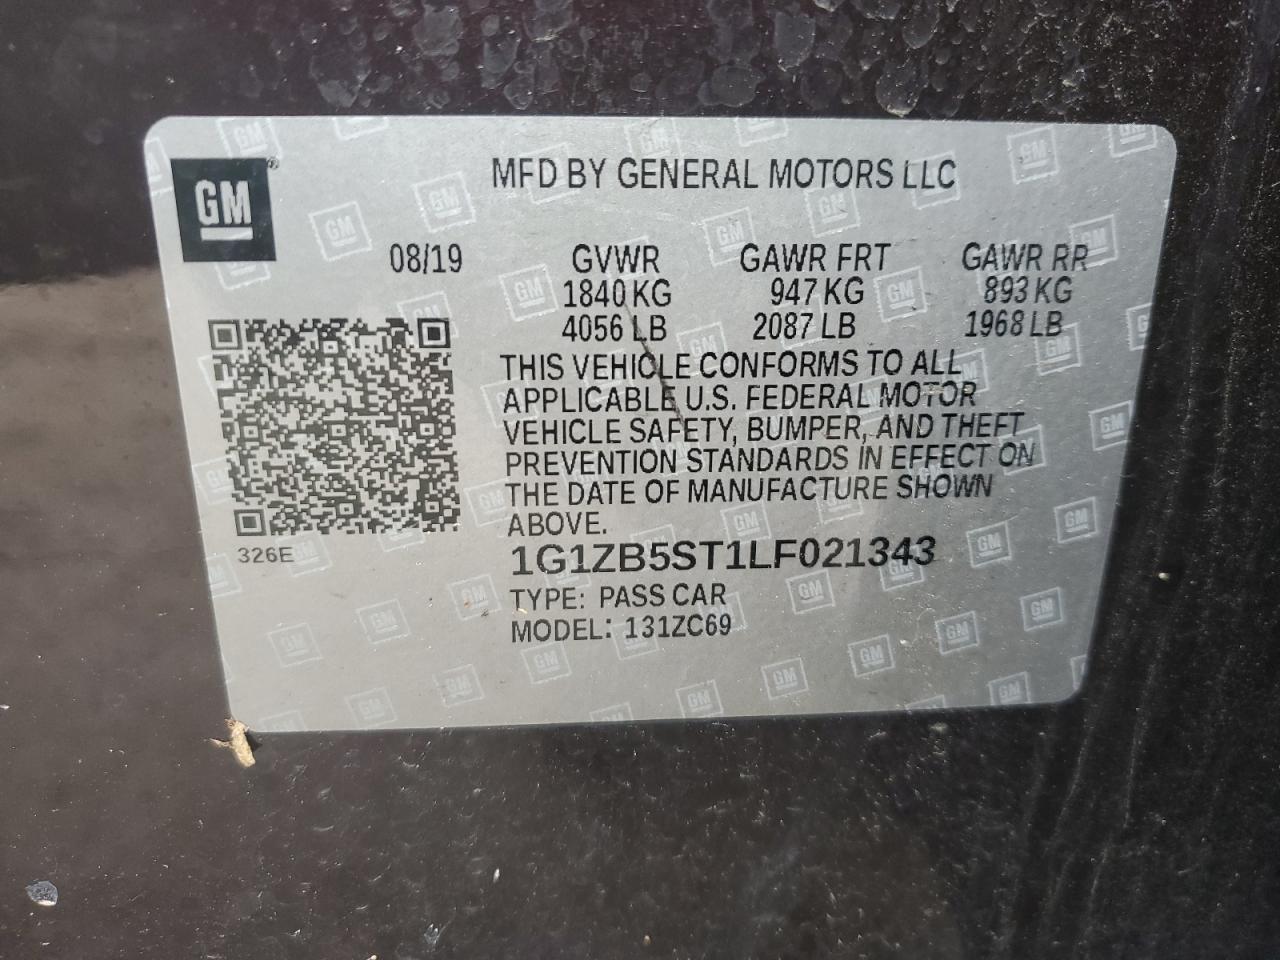 GM®
MFD BY GENERAL MOTORS LLC
08/19 GVWR GAWR FRT GAWR RR
1840 KG 947 KG 893 KG
4056 LB 2087 LB 1968 LB
THIS VEHICLE CONFORMS TO ALL
APPLICABLE U.S. FEDERAL MOTOR
VEHICLE SAFETY, BUMPER, AND THEFT
PREVENTION STANDARDS IN EFFECT ON
THE DATE OF MANUFACTURE SHOWN
ABOVE.
326E
1G1ZB5ST1LF021343
TYPE: PASS CAR
MODEL: 131ZC69